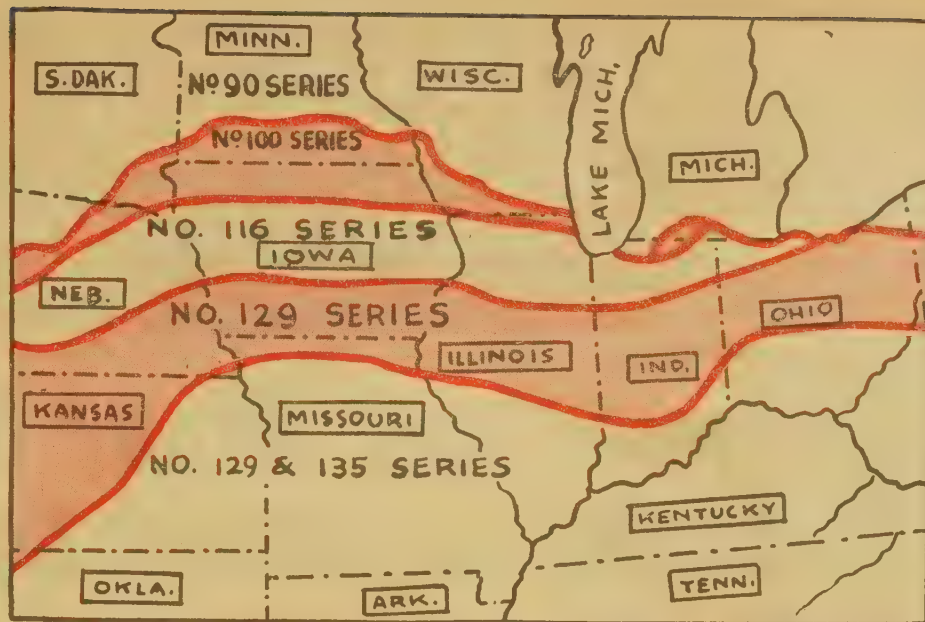 MINN.
S. DAK.
WISC.
Nº 90 SERIES
LAKE MICH.
Nº 100 SERIES
MICH.
NO. 116 SERIES
IOWA
NEB.
NO. 129 SERIES
OHIO
ILLINOIS
IND.
KANSAS
MISSOURI
NO. 129 & 135 SERIES
KENTUCKY
OKLA.
ARK.
TENN.